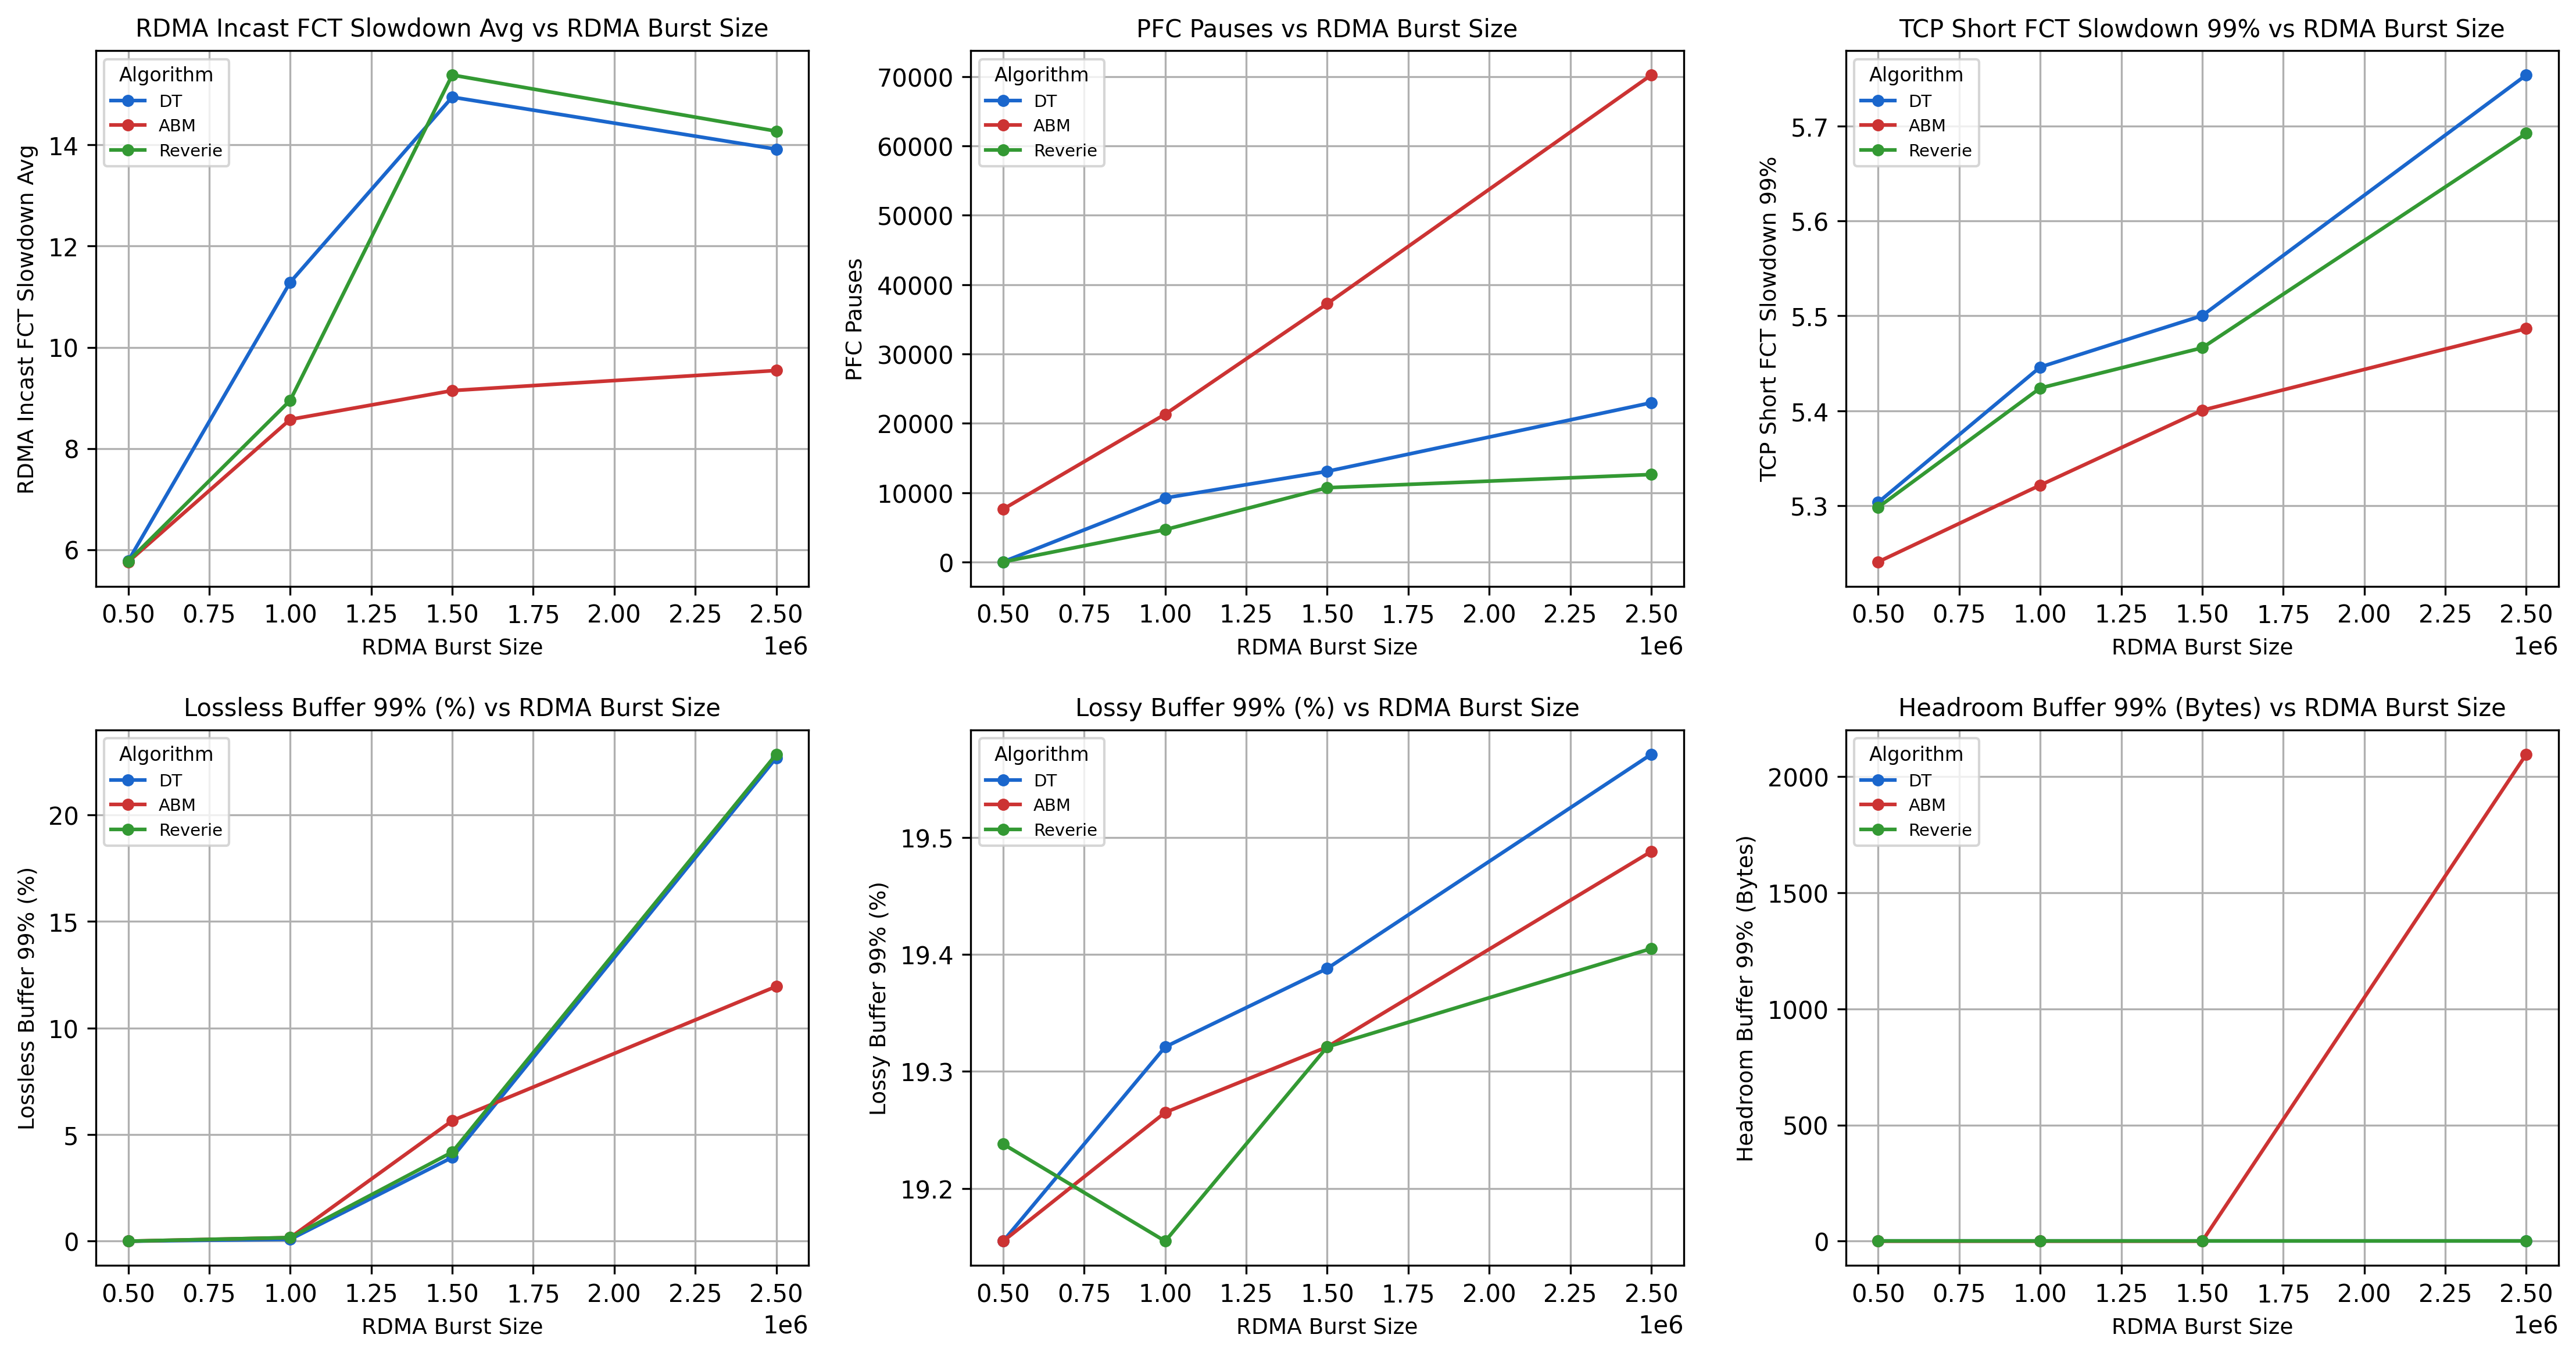 RDMA Incast FCT Slowdown Avg vs RDMA Burst Size
RDMA Incast FCT Slowdown Avg
14
12
10
8
6
Algorithm
DT
ABM
Reverie
0.50 0.75 1.00 1.25 1.50 1.75 2.00 2.25 2.50
RDMA Burst Size
1e6
PFC Pauses vs RDMA Burst Size
PFC Pauses
70000
60000
50000
40000
30000
20000
10000
0
Algorithm
DT
ABM
Reverie
0.50 0.75 1.00 1.25 1.50 1.75 2.00 2.25 2.50
RDMA Burst Size
1e6
TCP Short FCT Slowdown 99% vs RDMA Burst Size
TCP Short FCT Slowdown 99%
5.7
5.6
5.5
5.4
5.3
Algorithm
DT
ABM
Reverie
0.50 0.75 1.00 1.25 1.50 1.75 2.00 2.25 2.50
RDMA Burst Size
1e6
Lossless Buffer 99% (%) vs RDMA Burst Size
Lossless Buffer 99% (%)
20
15
10
5
0
Algorithm
DT
ABM
Reverie
0.50 0.75 1.00 1.25 1.50 1.75 2.00 2.25 2.50
RDMA Burst Size
1e6
Lossy Buffer 99% (%) vs RDMA Burst Size
Lossy Buffer 99% (%)
19.5
19.4
19.3
19.2
Algorithm
DT
ABM
Reverie
0.50 0.75 1.00 1.25 1.50 1.75 2.00 2.25 2.50
RDMA Burst Size
1e6
Headroom Buffer 99% (Bytes) vs RDMA Burst Size
Headroom Buffer 99% (Bytes)
2000
1500
1000
500
0
Algorithm
DT
ABM
Reverie
0.50 0.75 1.00 1.25 1.50 1.75 2.00 2.25 2.50
RDMA Burst Size
1e6